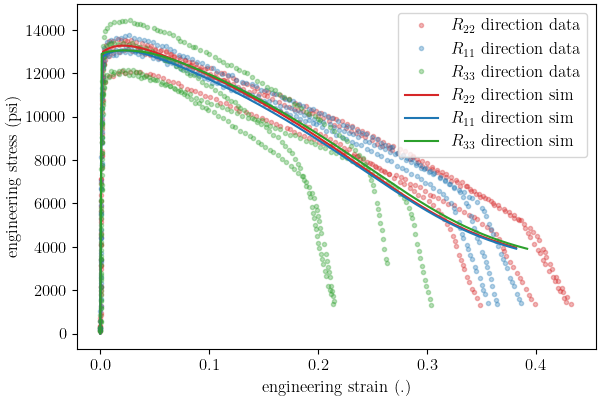 14000
12000
10000
8000
6000
4000
2000
0
engineering stress (psi)
0.0 0.1 0.2 0.3 0.4
engineering strain (.)
R₂₂ direction data
R₁₁ direction data
R₃₃ direction data
R₂₂ direction sim
R₁₁ direction sim
R₃₃ direction sim